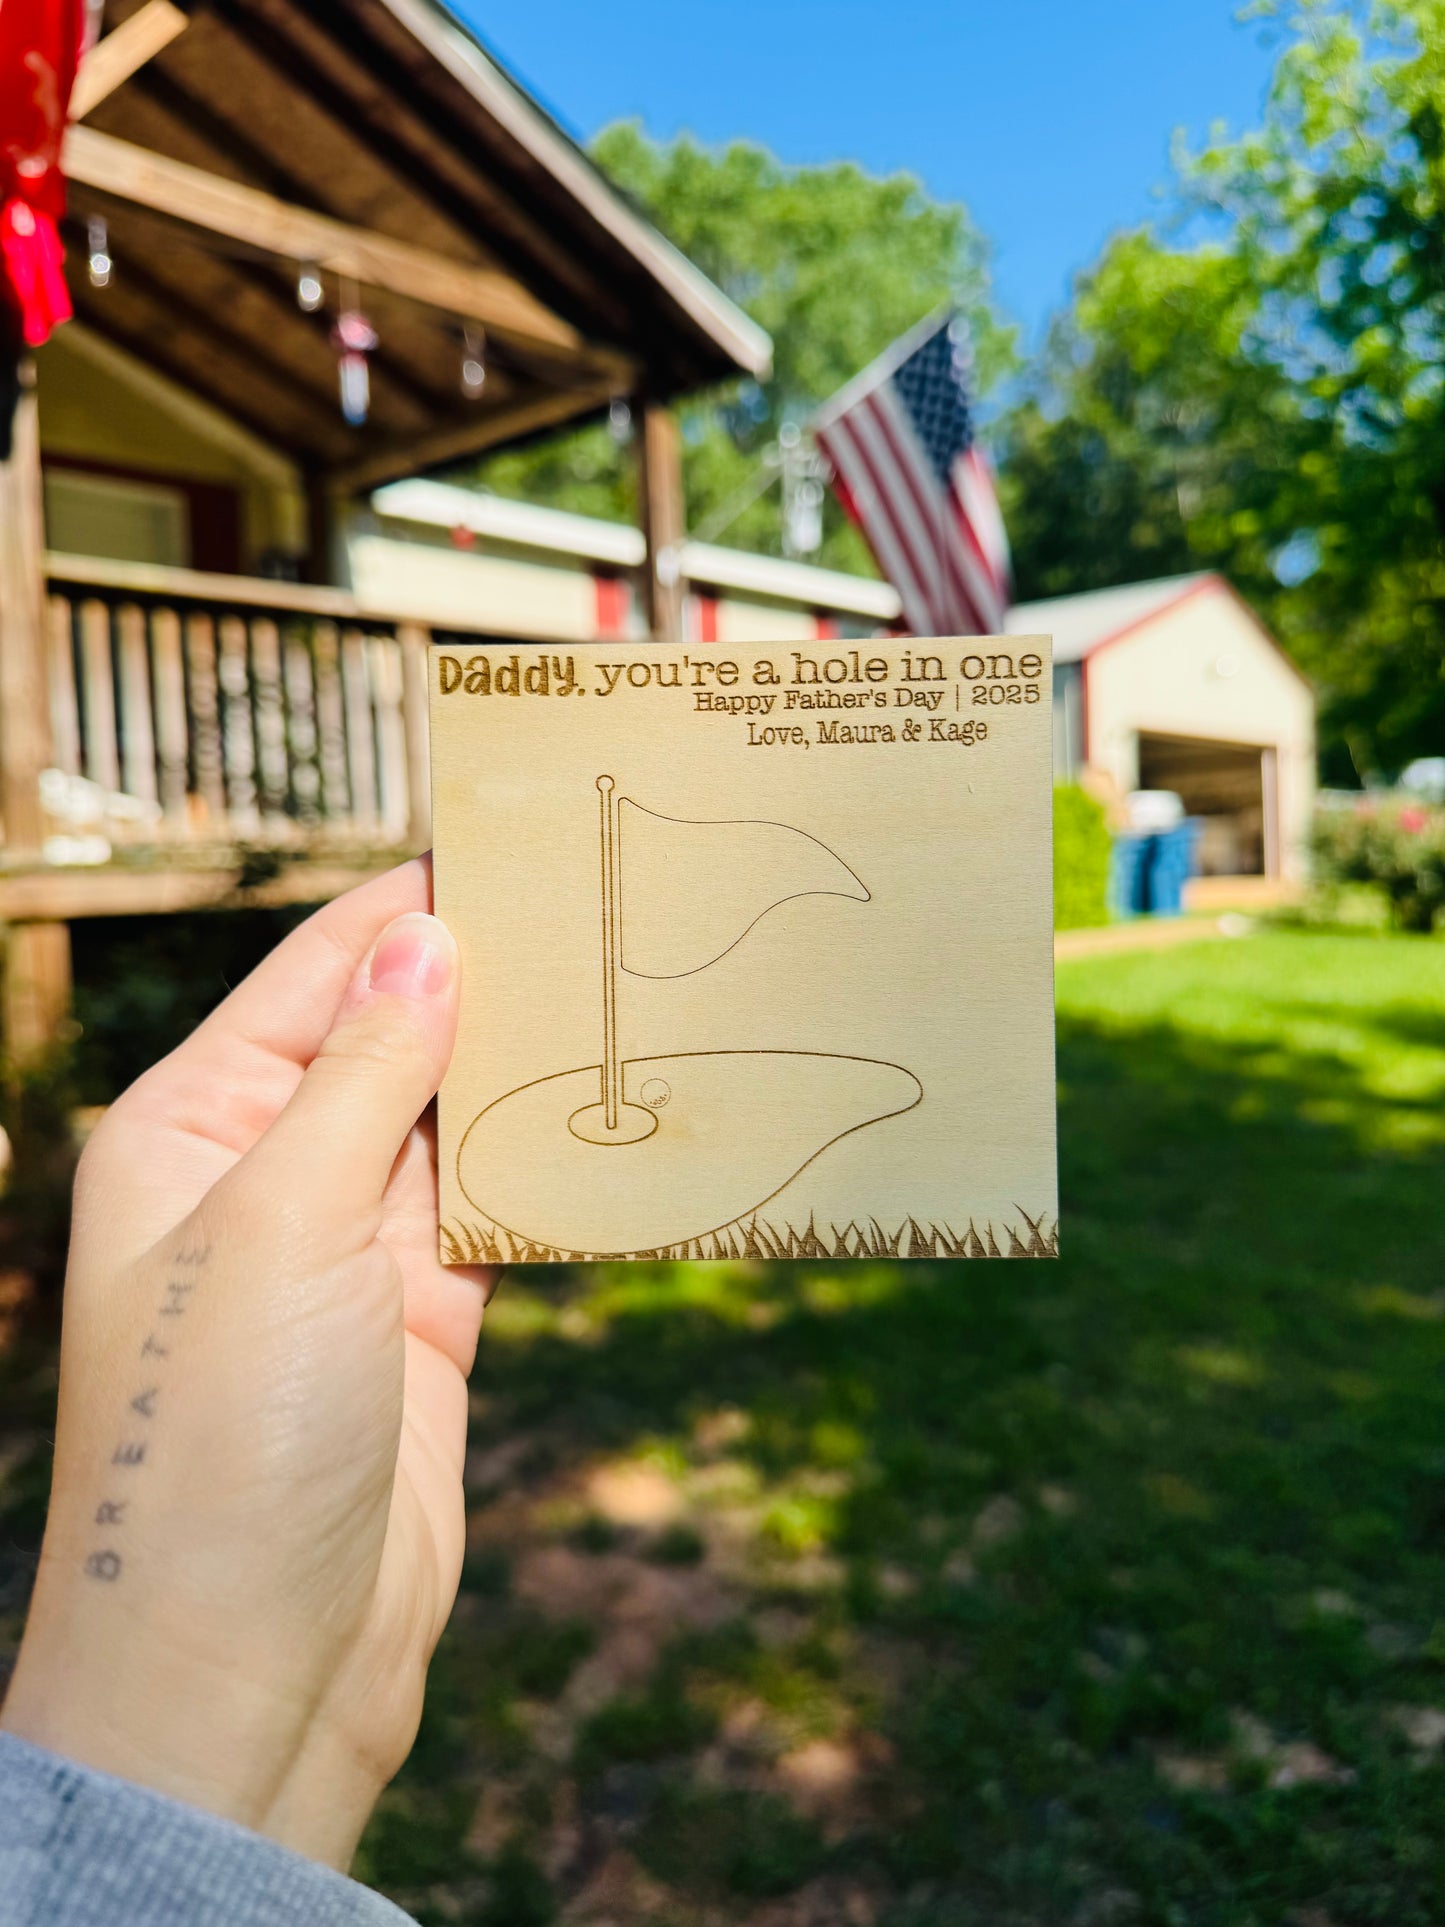 Daddy, you're a hole in one
Happy Father's Day | 2025
Love, Maura & Kage
BREATHE